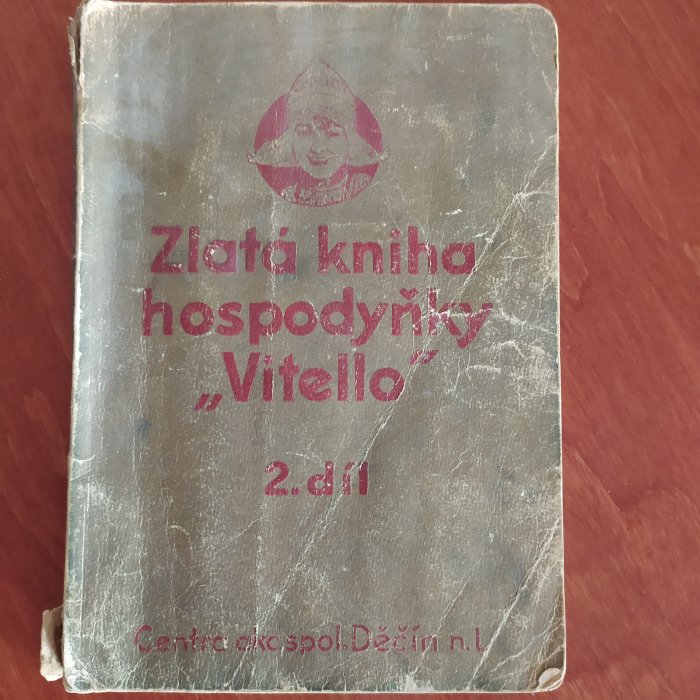 Zlatá kniha
hospodyňky
„Vitello“
2. díl
Centra akc spol. Děčín n. L